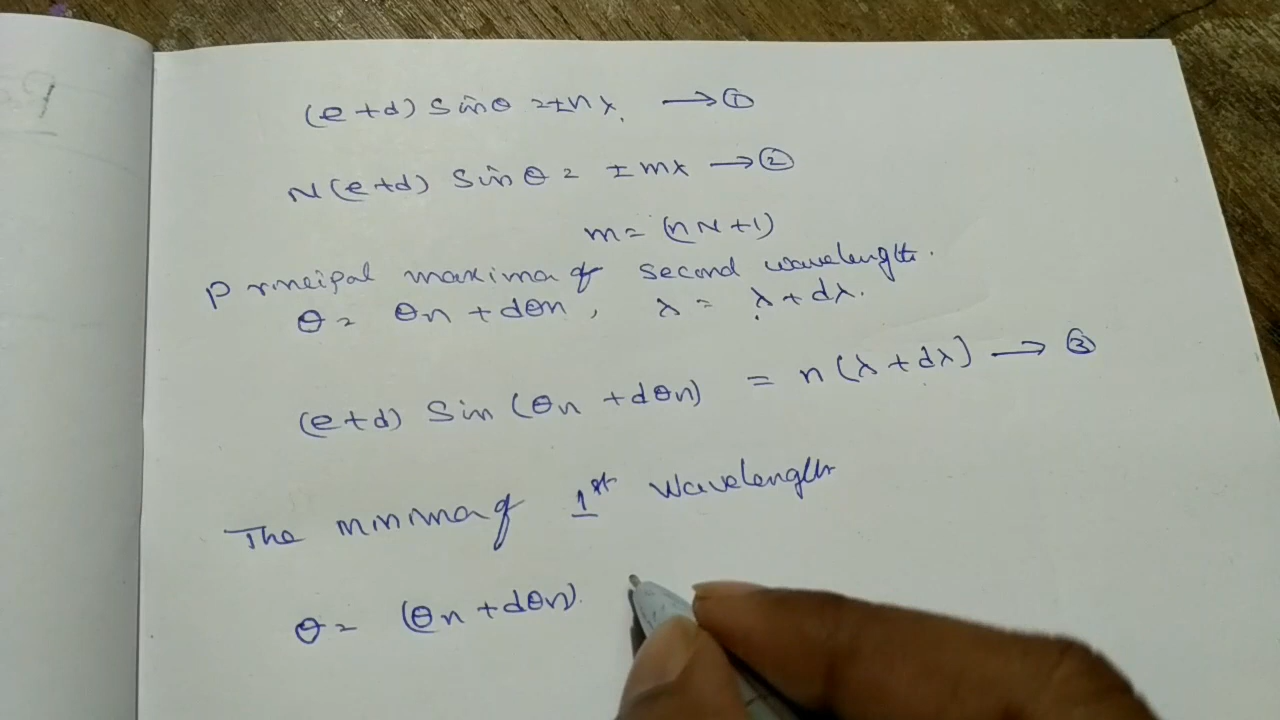 (e+d) Sinθ = ±nλ. → ①
N(e+d) Sinθ = ±mλ → ②
m = (nN+1)
Principal maxima of second wavelength.
θ = θn + dθn, λ = λ + dλ.
(e+d) Sin(θn + dθn) = n(λ+dλ) → ③
The minima of 1st wavelength
θ = (θn + dθn)